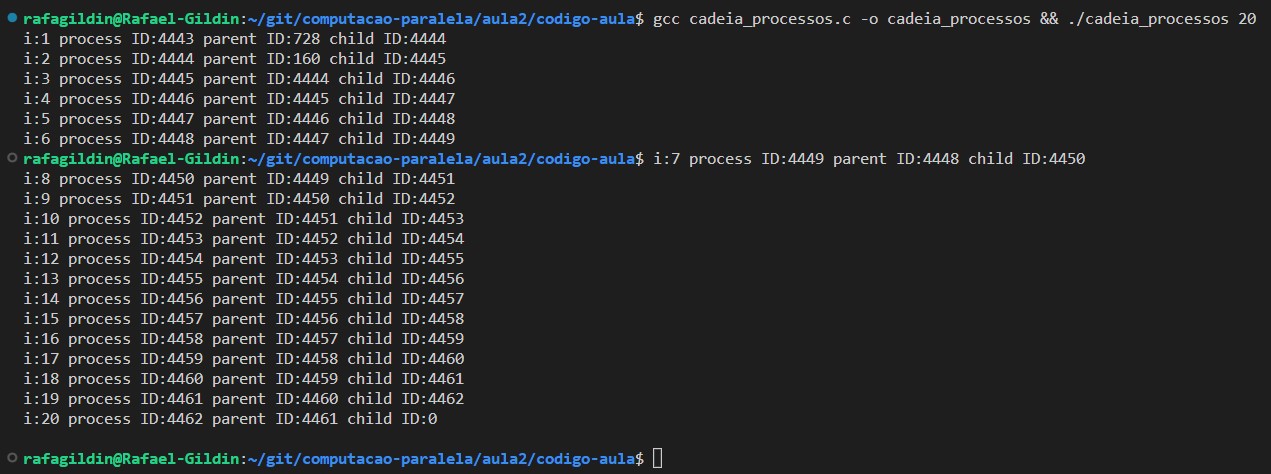 rafagildin@Rafael-Gildin:~/git/computacao-paralela/aula2/codigo-aula$ gcc cadeia_processos.c -o cadeia_processos && ./cadeia_processos 20
i:1 process ID:4443 parent ID:728 child ID:4444
i:2 process ID:4444 parent ID:160 child ID:4445
i:3 process ID:4445 parent ID:4444 child ID:4446
i:4 process ID:4446 parent ID:4445 child ID:4447
i:5 process ID:4447 parent ID:4446 child ID:4448
i:6 process ID:4448 parent ID:4447 child ID:4449
rafagildin@Rafael-Gildin:~/git/computacao-paralela/aula2/codigo-aula$ i:7 process ID:4449 parent ID:4448 child ID:4450
i:8 process ID:4450 parent ID:4449 child ID:4451
i:9 process ID:4451 parent ID:4450 child ID:4452
i:10 process ID:4452 parent ID:4451 child ID:4453
i:11 process ID:4453 parent ID:4452 child ID:4454
i:12 process ID:4454 parent ID:4453 child ID:4455
i:13 process ID:4455 parent ID:4454 child ID:4456
i:14 process ID:4456 parent ID:4455 child ID:4457
i:15 process ID:4457 parent ID:4456 child ID:4458
i:16 process ID:4458 parent ID:4457 child ID:4459
i:17 process ID:4459 parent ID:4458 child ID:4460
i:18 process ID:4460 parent ID:4459 child ID:4461
i:19 process ID:4461 parent ID:4460 child ID:4462
i:20 process ID:4462 parent ID:4461 child ID:0
rafagildin@Rafael-Gildin:~/git/computacao-paralela/aula2/codigo-aula$